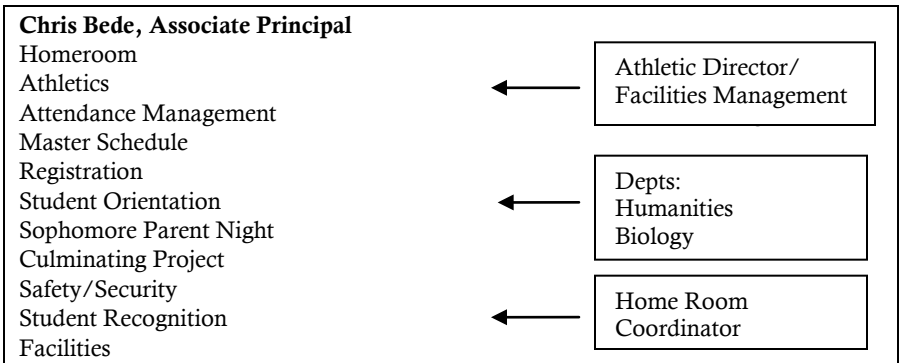 Chris Bede, Associate Principal
Homeroom
Athletics
Attendance Management
Master Schedule
Registration
Student Orientation
Sophomore Parent Night
Culminating Project
Safety/Security
Student Recognition
Facilities
Athletic Director/
Facilities Management
Depts:
Humanities
Biology
Home Room
Coordinator